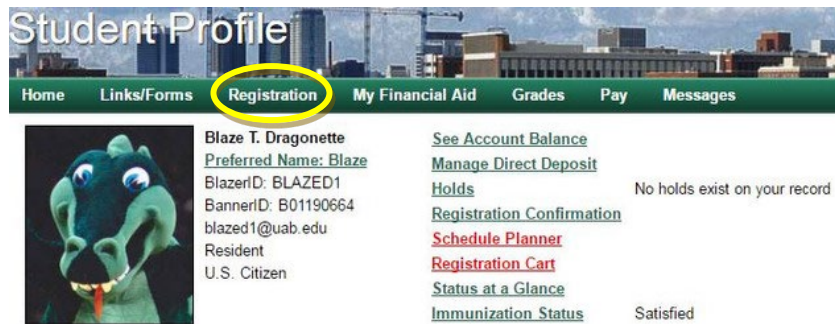 Student Profile
Home Links/Forms Registration My Financial Aid Grades Pay Messages
Blaze T. Dragonette
Preferred Name: Blaze
BlazerID: BLAZED1
BannerID: B01190664
blazed1@uab.edu
Resident
U.S. Citizen
See Account Balance
Manage Direct Deposit
Holds No holds exist on your record
Registration Confirmation
Schedule Planner
Registration Cart
Status at a Glance
Immunization Status Satisfied